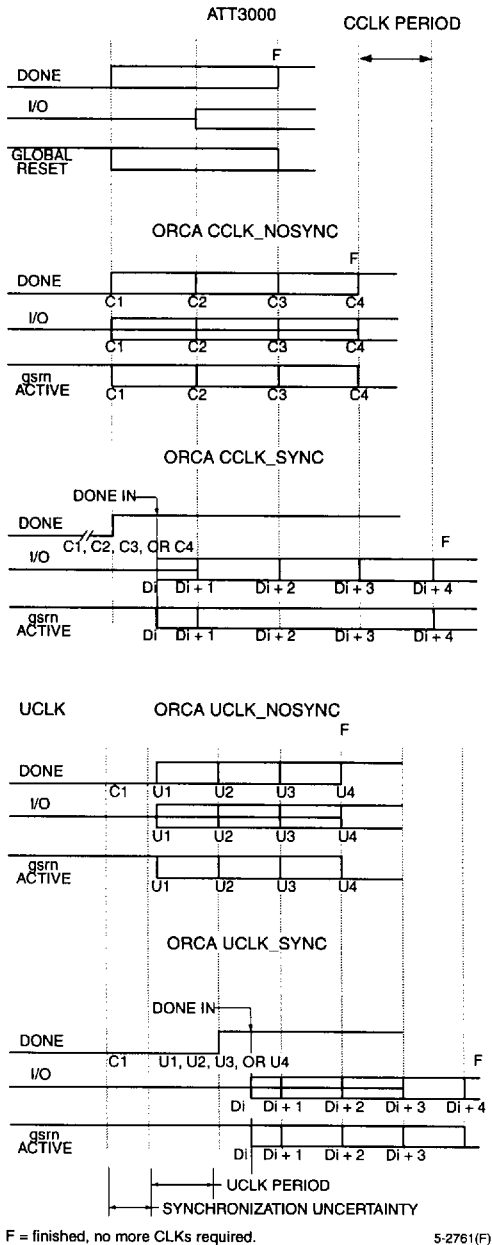 ATT3000
CCLK PERIOD
F
DONE
I/O
GLOBAL
RESET
ORCA CCLK_NOSYNC
F
DONE
C1 C2 C3 C4
I/O
C1 C2 C3 C4
gsrn
ACTIVE
C1 C2 C3 C4
ORCA CCLK_SYNC
DONE IN
DONE
C1, C2, C3, OR C4
F
I/O
Di Di + 1 Di + 2 Di + 3 Di + 4
gsrn
ACTIVE
Di Di + 1 Di + 2 Di + 3 Di + 4
UCLK ORCA UCLK_NOSYNC
F
DONE
C1 U1 U2 U3 U4
I/O
U1 U2 U3 U4
gsrn
ACTIVE
U1 U2 U3 U4
ORCA UCLK_SYNC
DONE IN
DONE
C1 U1, U2, U3, OR U4
F
I/O
Di Di + 1 Di + 2 Di + 3 Di + 4
gsrn
ACTIVE
Di Di + 1 Di + 2 Di + 3
UCLK PERIOD
SYNCHRONIZATION UNCERTAINTY
F = finished, no more CLKs required.
5-2761(F)